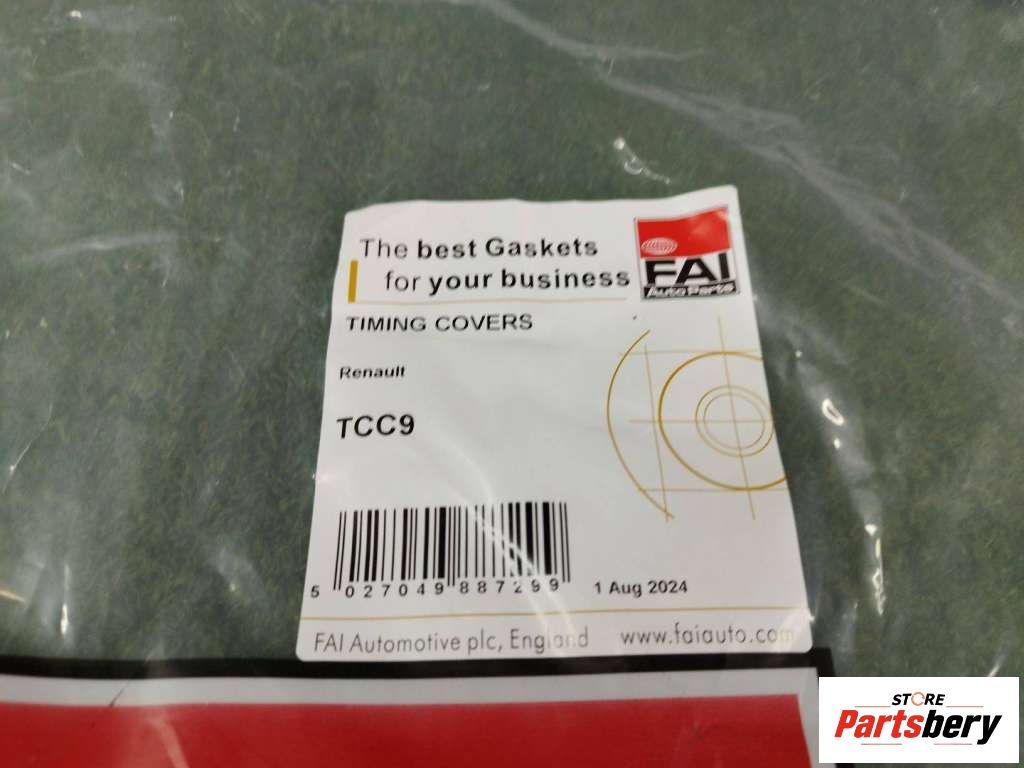 The best Gaskets
for your business
FAI
Auto Parts
TIMING COVERS
Renault
TCC9
5 027049 887299
1 Aug 2024
FAI Automotive plc, England
www.faiauto.com
STORE
Partsbery